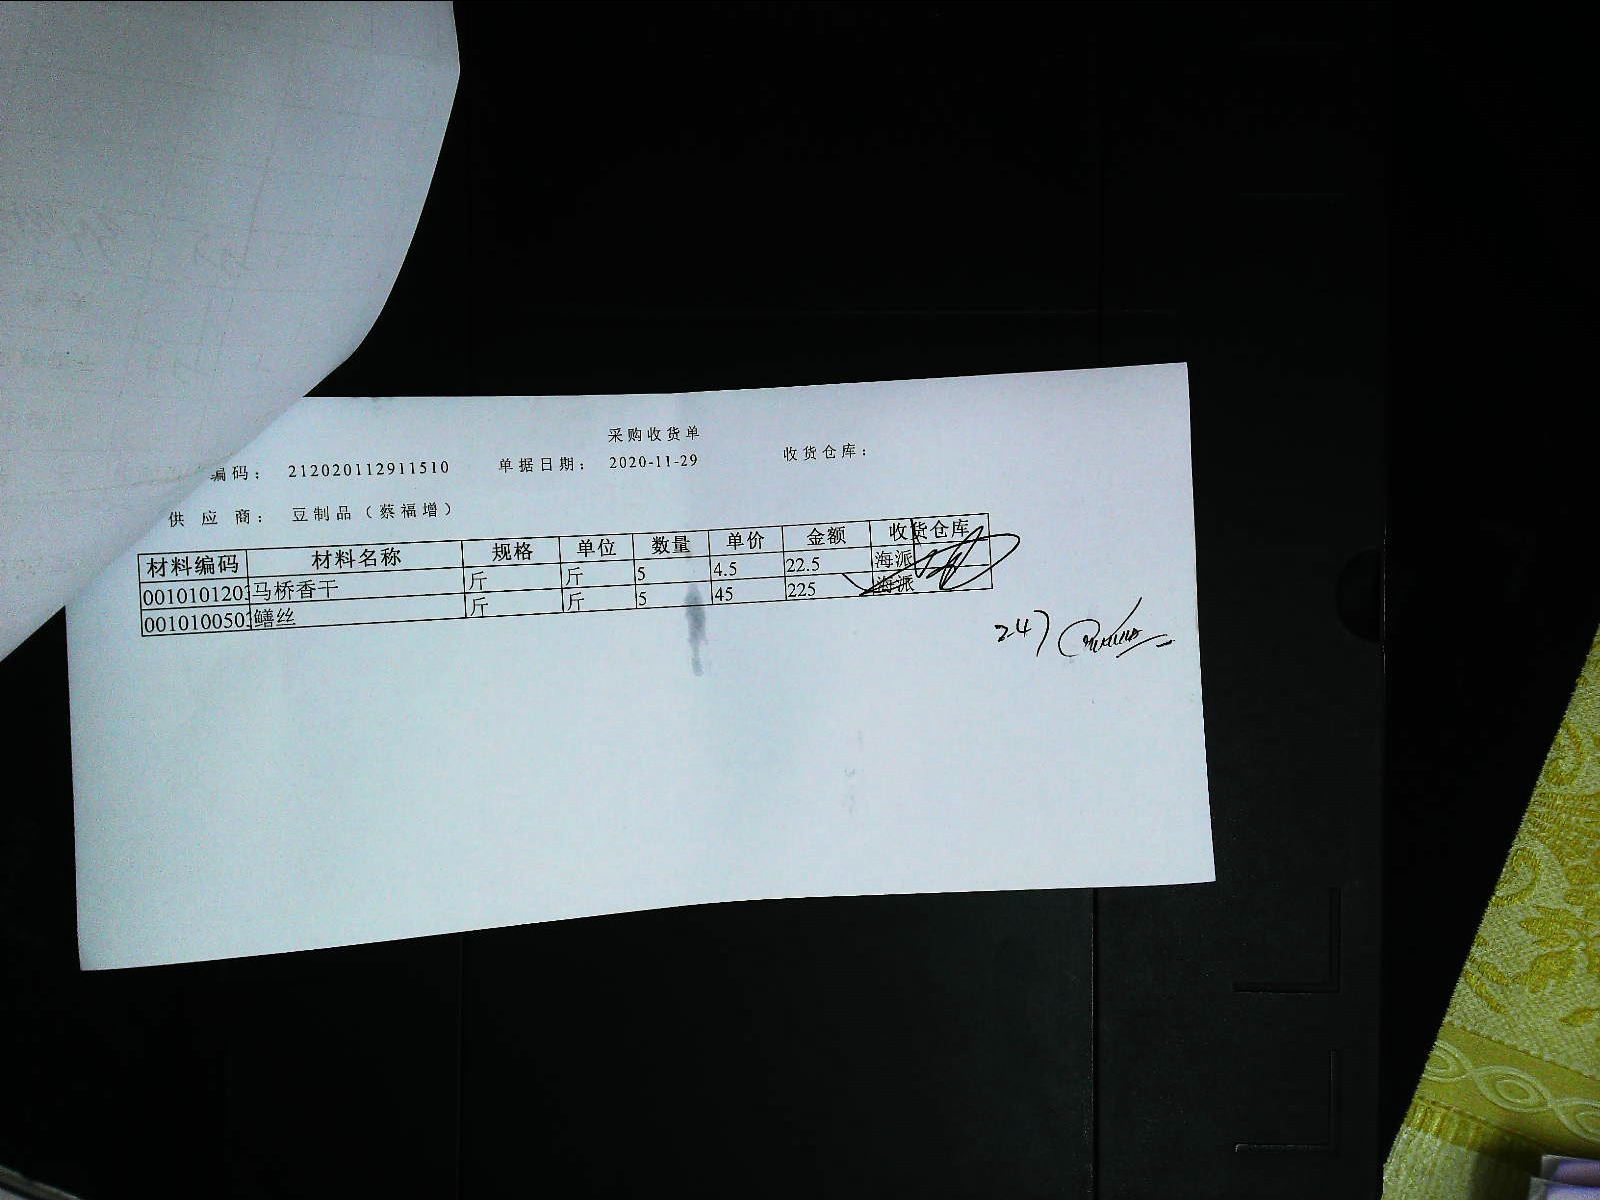 采购收货单
编码： 212020112911510 单据日期： 2020-11-29 收货仓库：
供 应 商： 豆制品（蔡福增）
材料编码 材料名称 规格 单位 数量 单价 金额 收货仓库
0010101203 马桥香干 斤 斤 5 4.5 22.5 海派
0010100503 鳝丝 斤 斤 5 45 225 海派
247